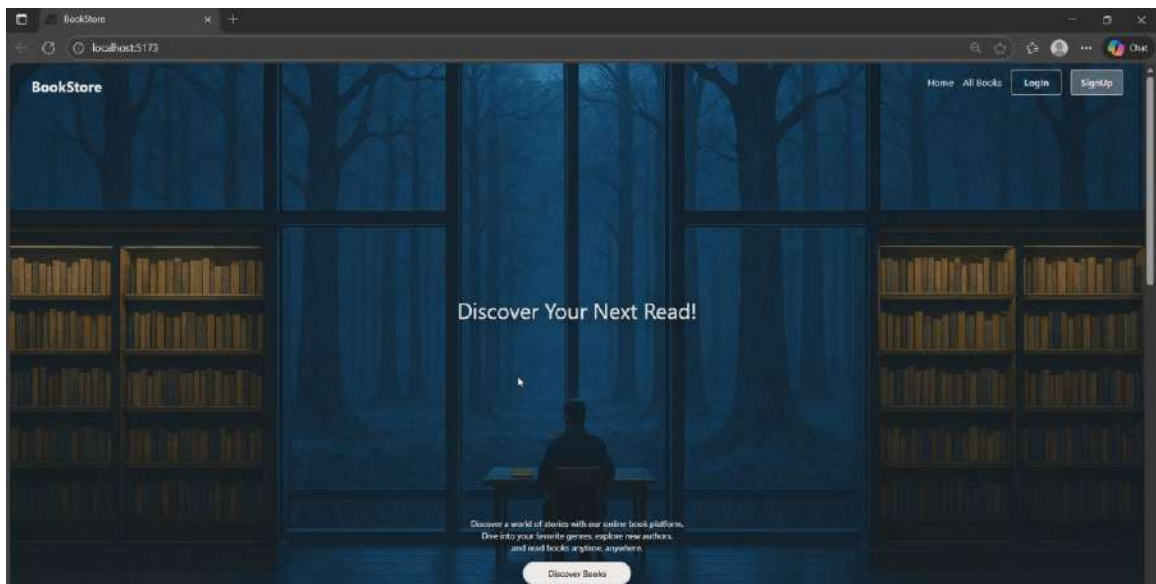 BookStore
localhost:5173
Chat
BookStore
Home All Books Login SignUp
Discover Your Next Read!
Discover a world of stories with our online book platform.
Dive into your favorite genres, explore new authors,
and read books anytime, anywhere.
Discover Books